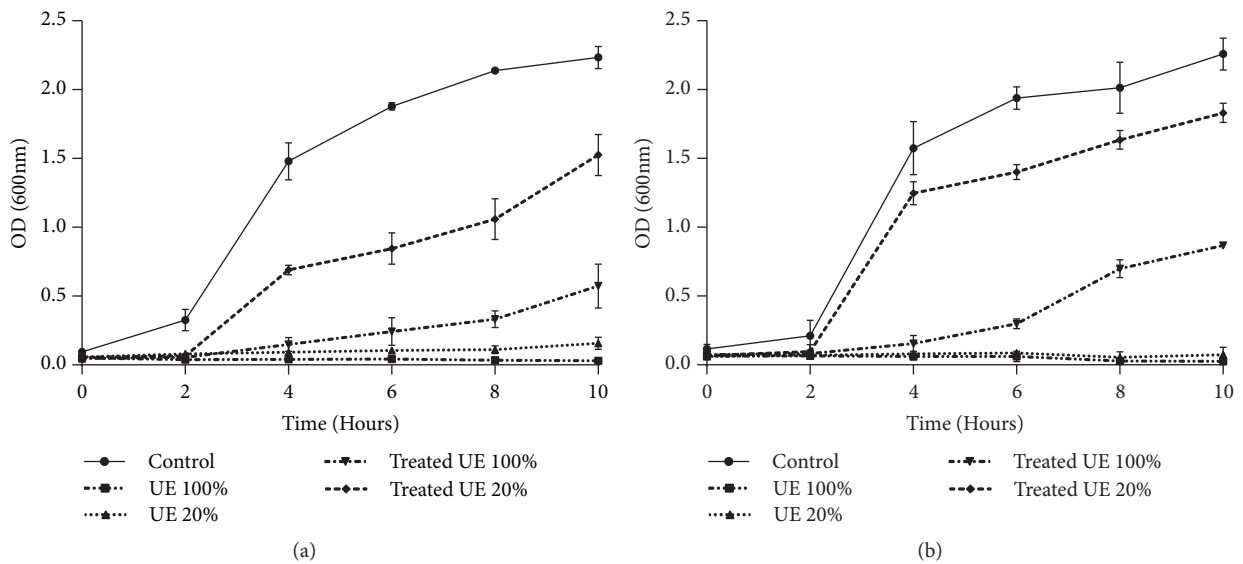 2.5
2.0
1.5
1.0
0.5
0.0
OD (600nm)
0 2 4 6 8 10
Time (Hours)
Control
UE 100%
UE 20%
Treated UE 100%
Treated UE 20%
(a)
2.5
2.0
1.5
1.0
0.5
0.0
OD (600nm)
0 2 4 6 8 10
Time (Hours)
Control
UE 100%
UE 20%
Treated UE 100%
Treated UE 20%
(b)